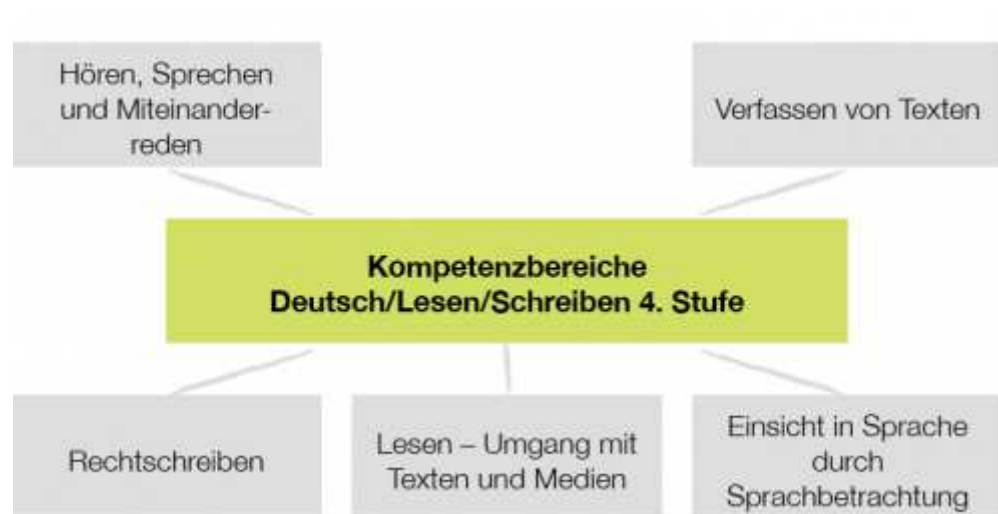 Hören, Sprechen
und Miteinander-
reden
Verfassen von Texten
Kompetenzbereiche
Deutsch/Lesen/Schreiben 4. Stufe
Rechtschreiben
Lesen – Umgang mit
Texten und Medien
Einsicht in Sprache
durch
Sprachbetrachtung